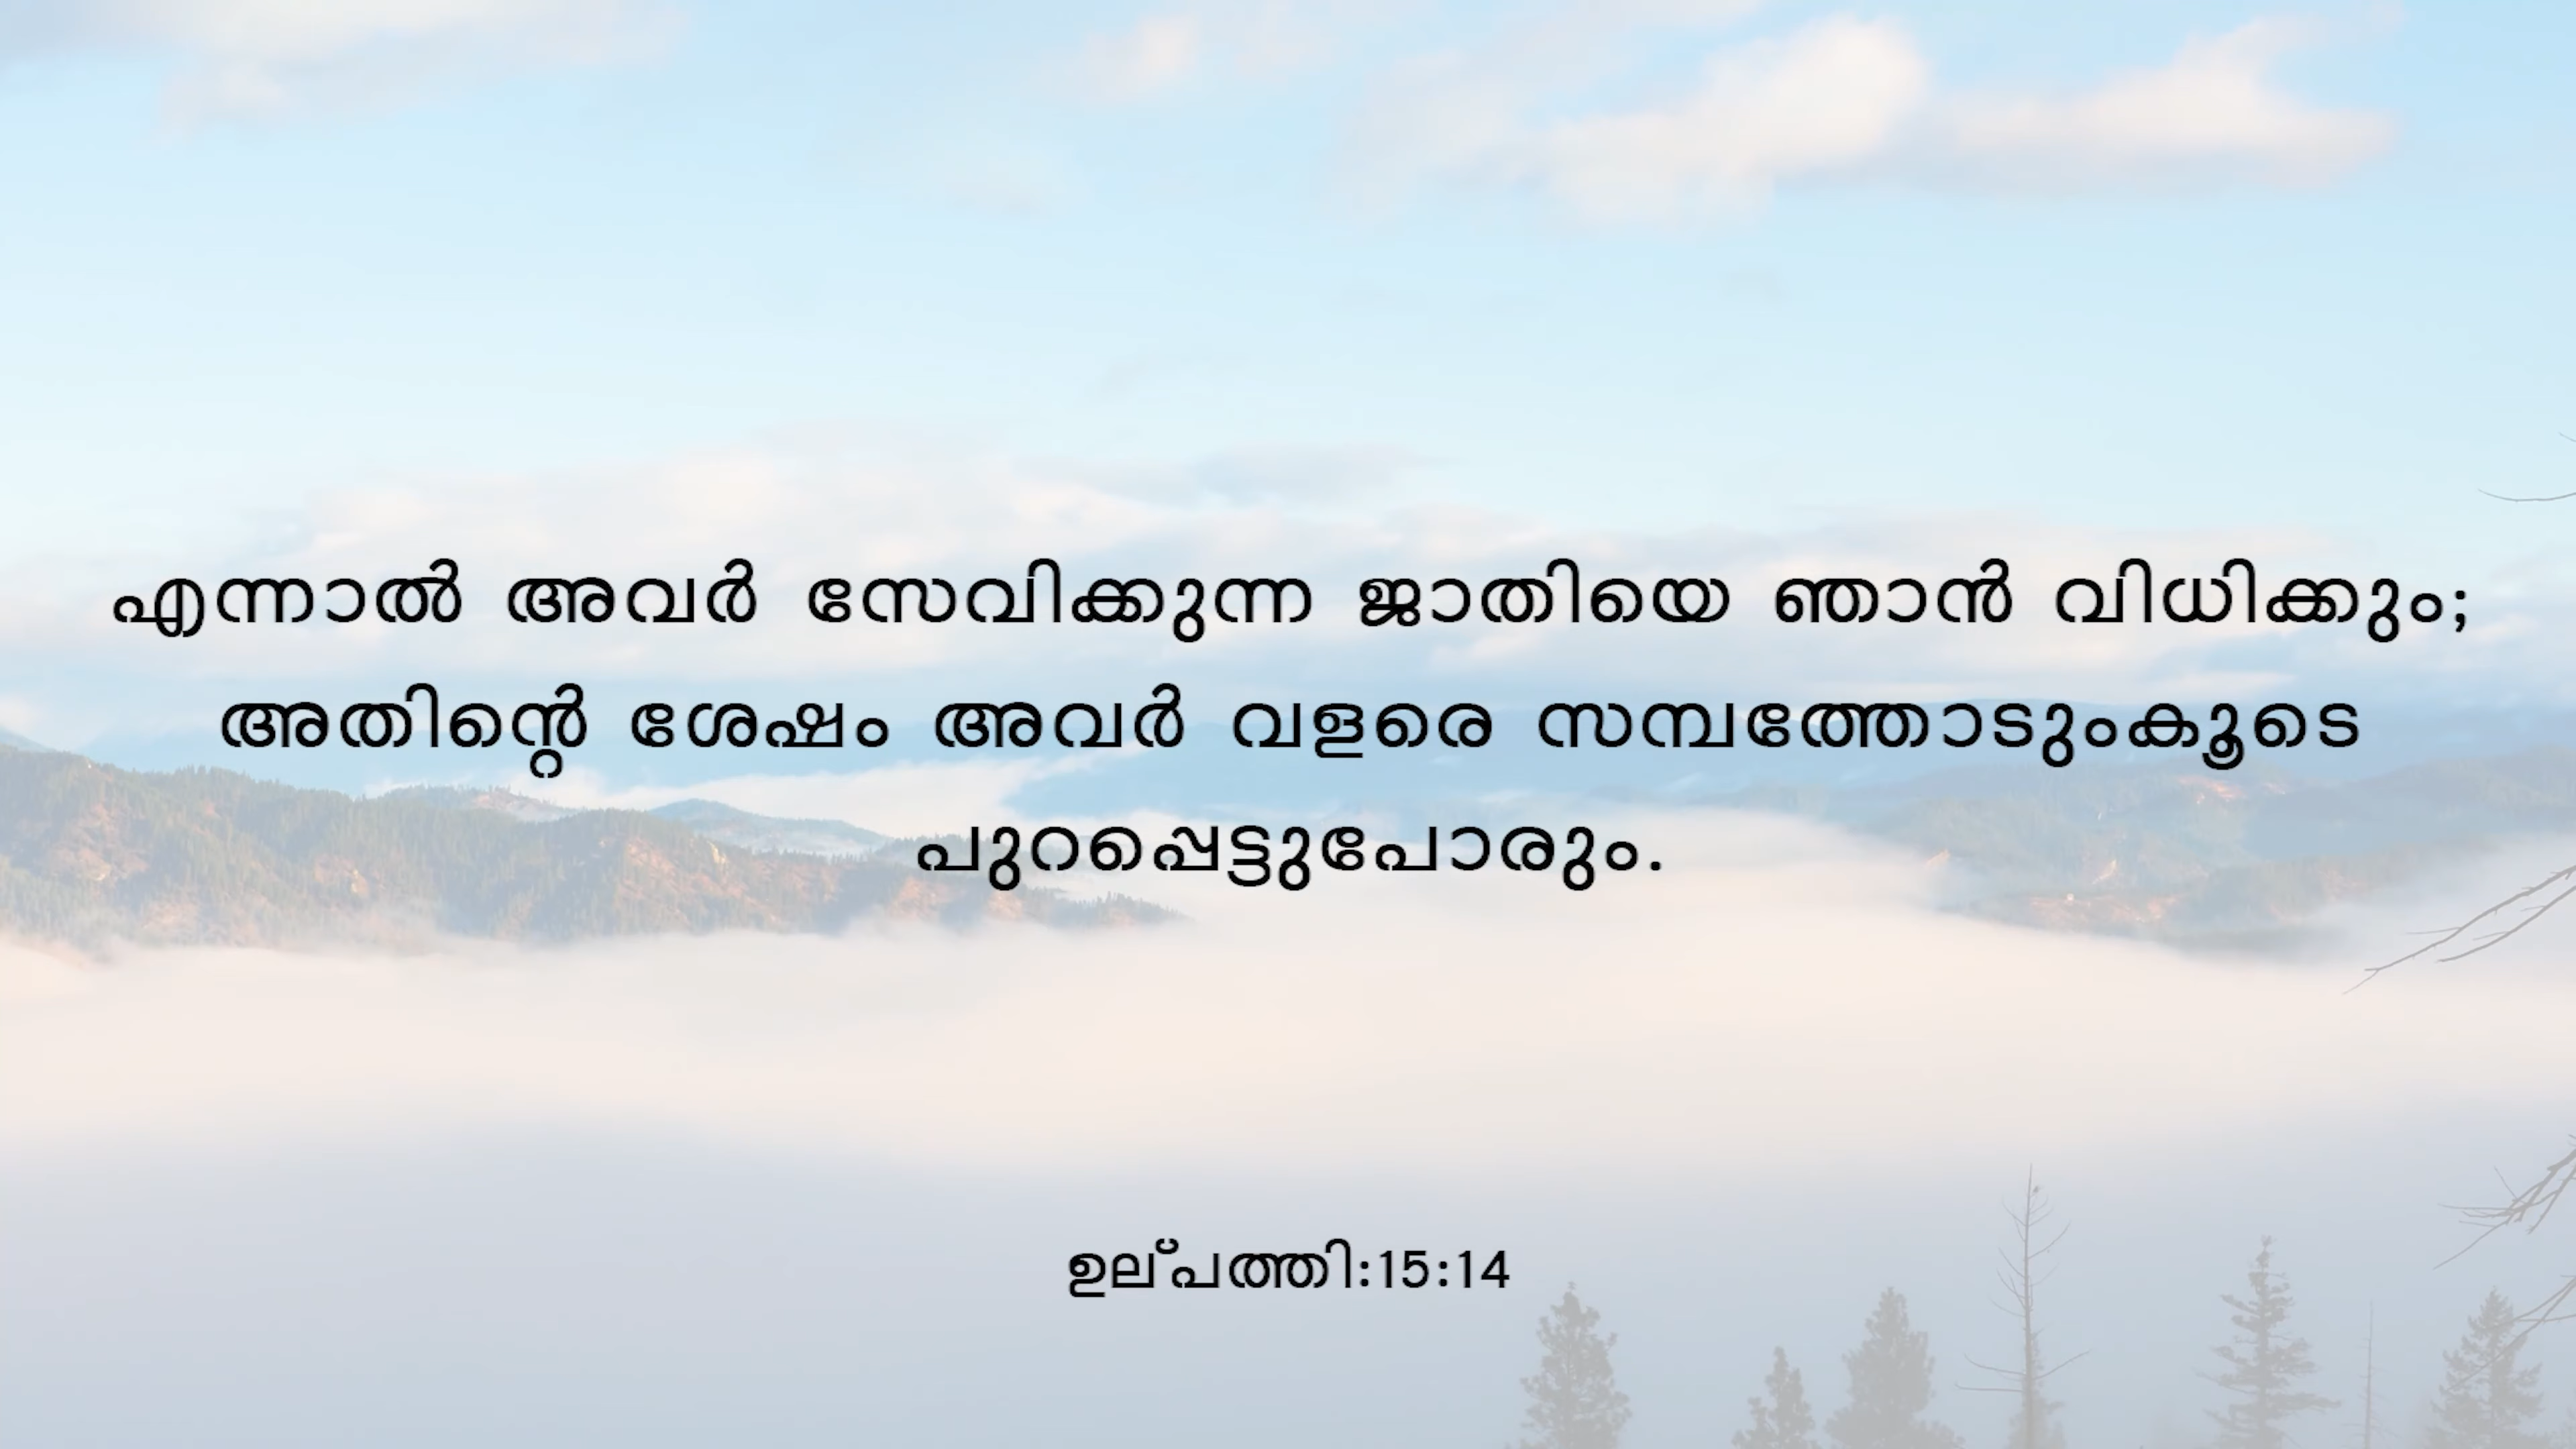 എന്നാൽ അവർ സേവിക്കുന്ന ജാതിയെ ഞാൻ വിധിക്കും;
അതിന്റെ ശേഷം അവർ വളരെ സമ്പത്തോടുംകൂടെ
പുറപ്പെട്ടുപോരും.
ഉല്പത്തി:15:14